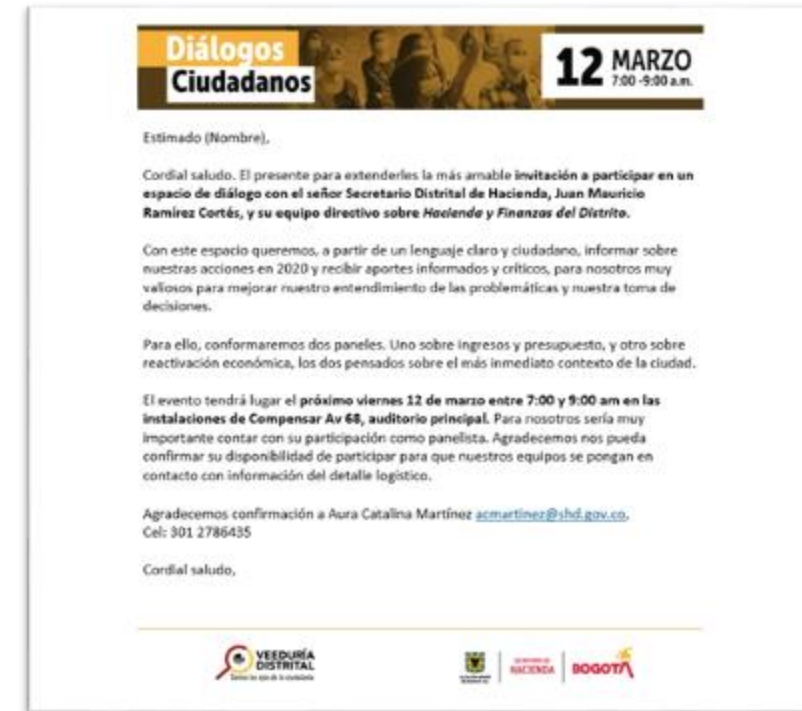 Diálogos
Ciudadanos
12 MARZO
7:00 -9:00 a.m.
Estimado (Nombre),
Cordial saludo. El presente para extenderles la más amable invitación a participar en un
espacio de diálogo con el señor Secretario Distrital de Hacienda, Juan Mauricio
Ramírez Cortés, y su equipo directivo sobre Hacienda y Finanzas del Distrito.
Con este espacio queremos, a partir de un lenguaje claro y ciudadano, informar sobre
nuestras acciones en 2020 y recibir aportes informados y críticos, para nosotros muy
valiosos para mejorar nuestro entendimiento de las problemáticas y nuestra toma de
decisiones.
Para ello, conformaremos dos paneles. Uno sobre ingresos y presupuesto, y otro sobre
reactivación económica, los dos pensados sobre el más inmediato contexto de la ciudad.
El evento tendrá lugar el próximo viernes 12 de marzo entre 7:00 y 9:00 am en las
instalaciones de Compensar Av 68, auditorio principal. Para nosotros sería muy
importante contar con su participación como panelista. Agradecemos nos pueda
confirmar su disponibilidad de participar para que nuestros equipos se pongan en
contacto con información del detalle logístico.
Agradecemos confirmación a Aura Catalina Martínez acmartinez@shd.gov.co,
Cel: 301 2786435
Cordial saludo,
VEEDURÍA
DISTRITAL
HACIENDA
BOGOTÁ